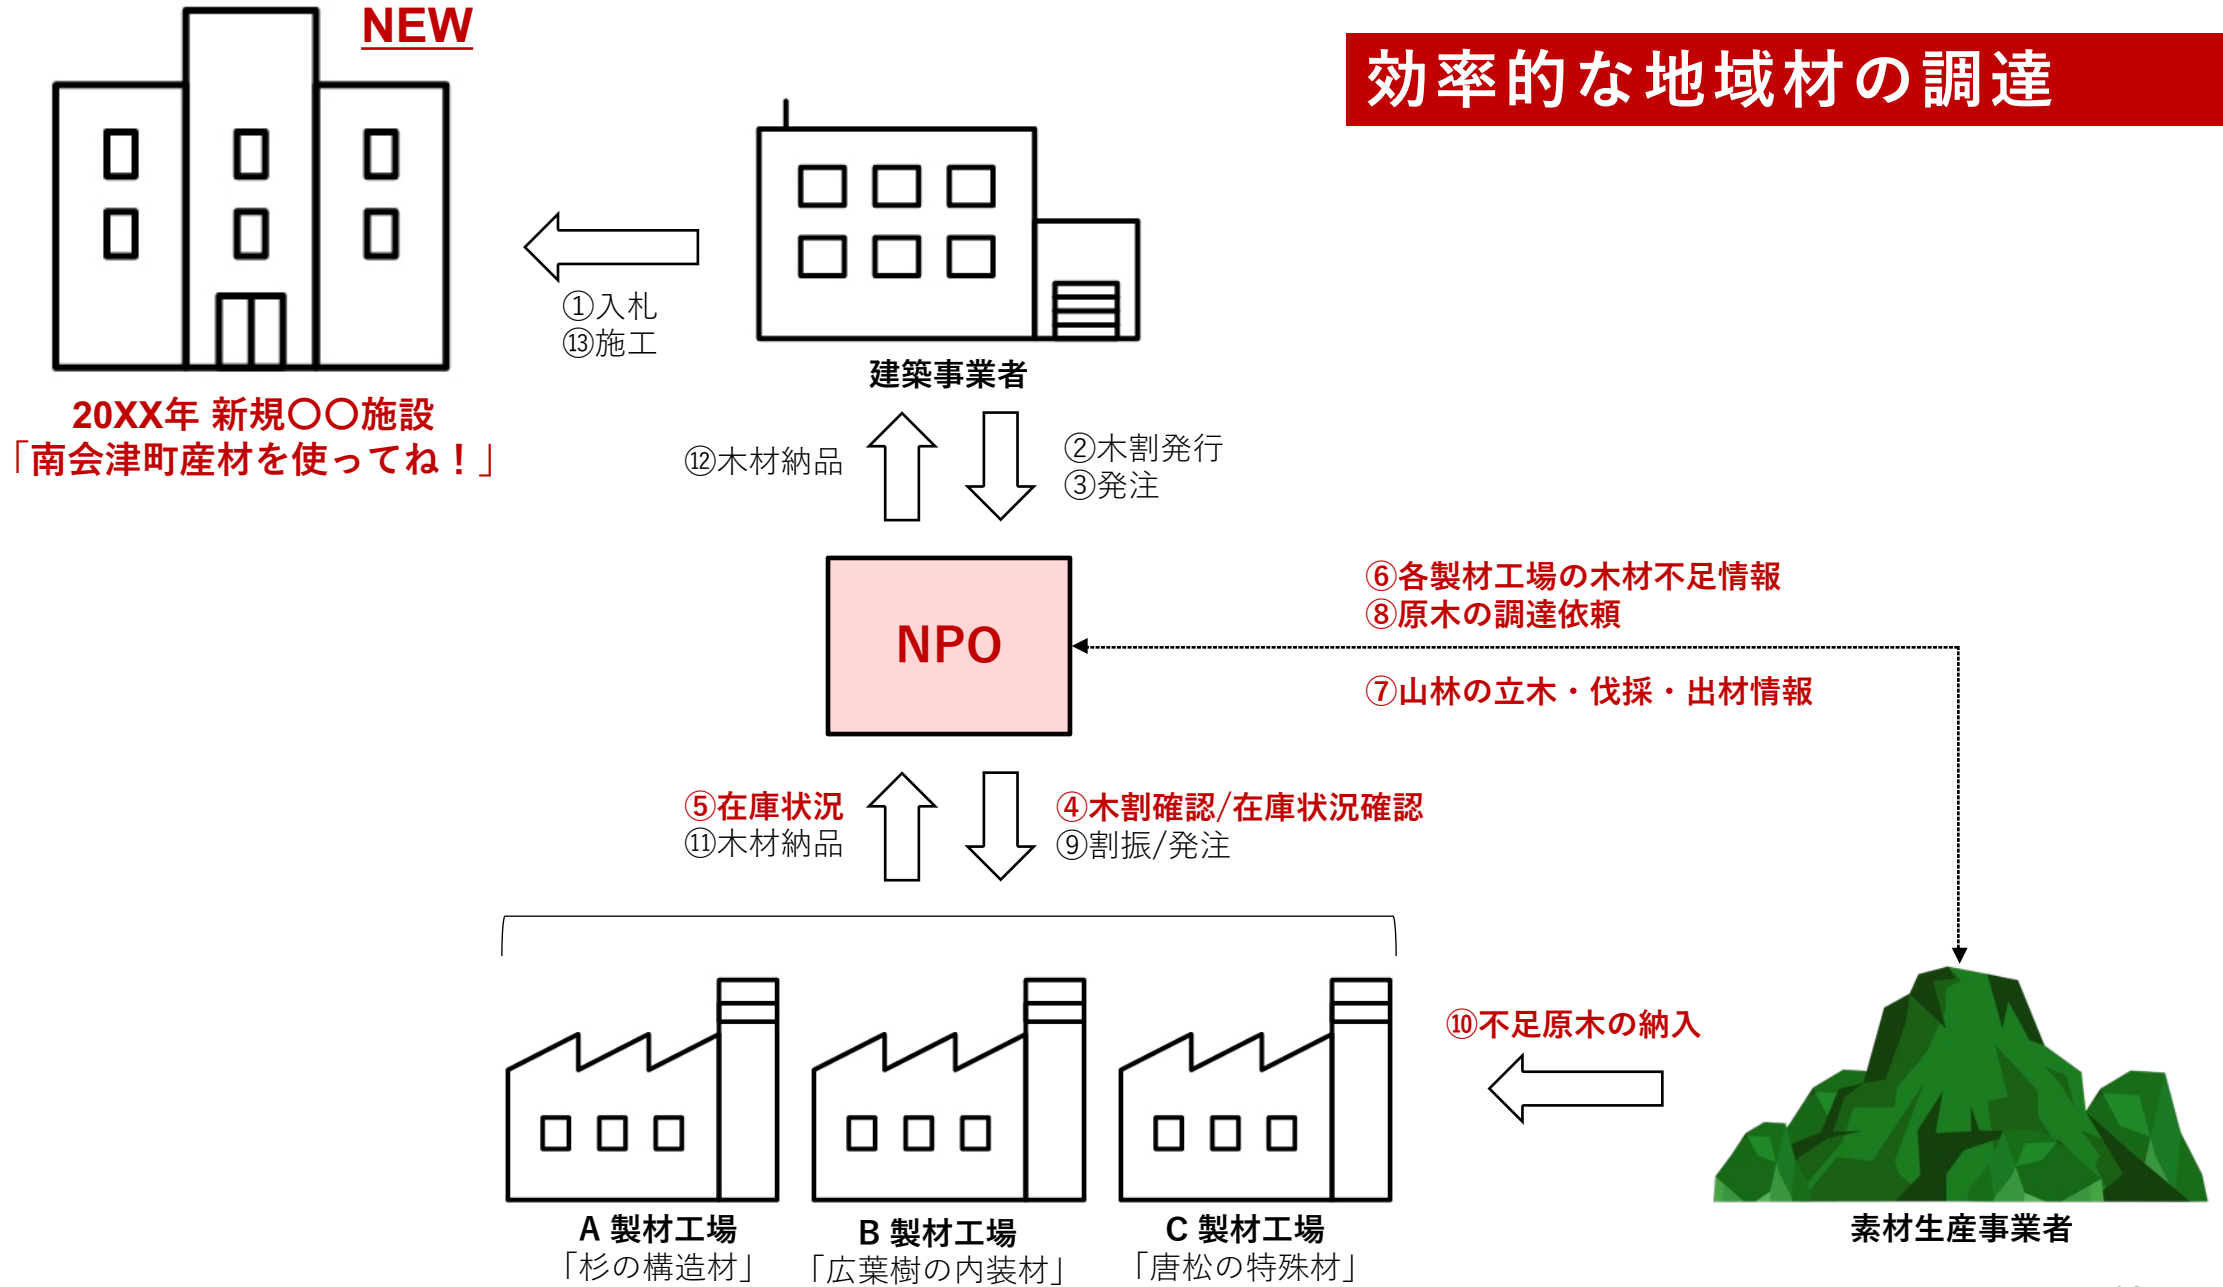 NEW
効率的な地域材の調達
①入札
⑬施工
建築事業者
20XX年 新規〇〇施設
「南会津町産材を使ってね！」
⑫木材納品
②木割発行
③発注
⑥各製材工場の木材不足情報
⑧原木の調達依頼
NPO
⑦山林の立木・伐採・出材情報
⑤在庫状況
⑪木材納品
④木割確認/在庫状況確認
⑨割振/発注
⑩不足原木の納入
A 製材工場
「杉の構造材」
B 製材工場
「広葉樹の内装材」
C 製材工場
「唐松の特殊材」
素材生産事業者